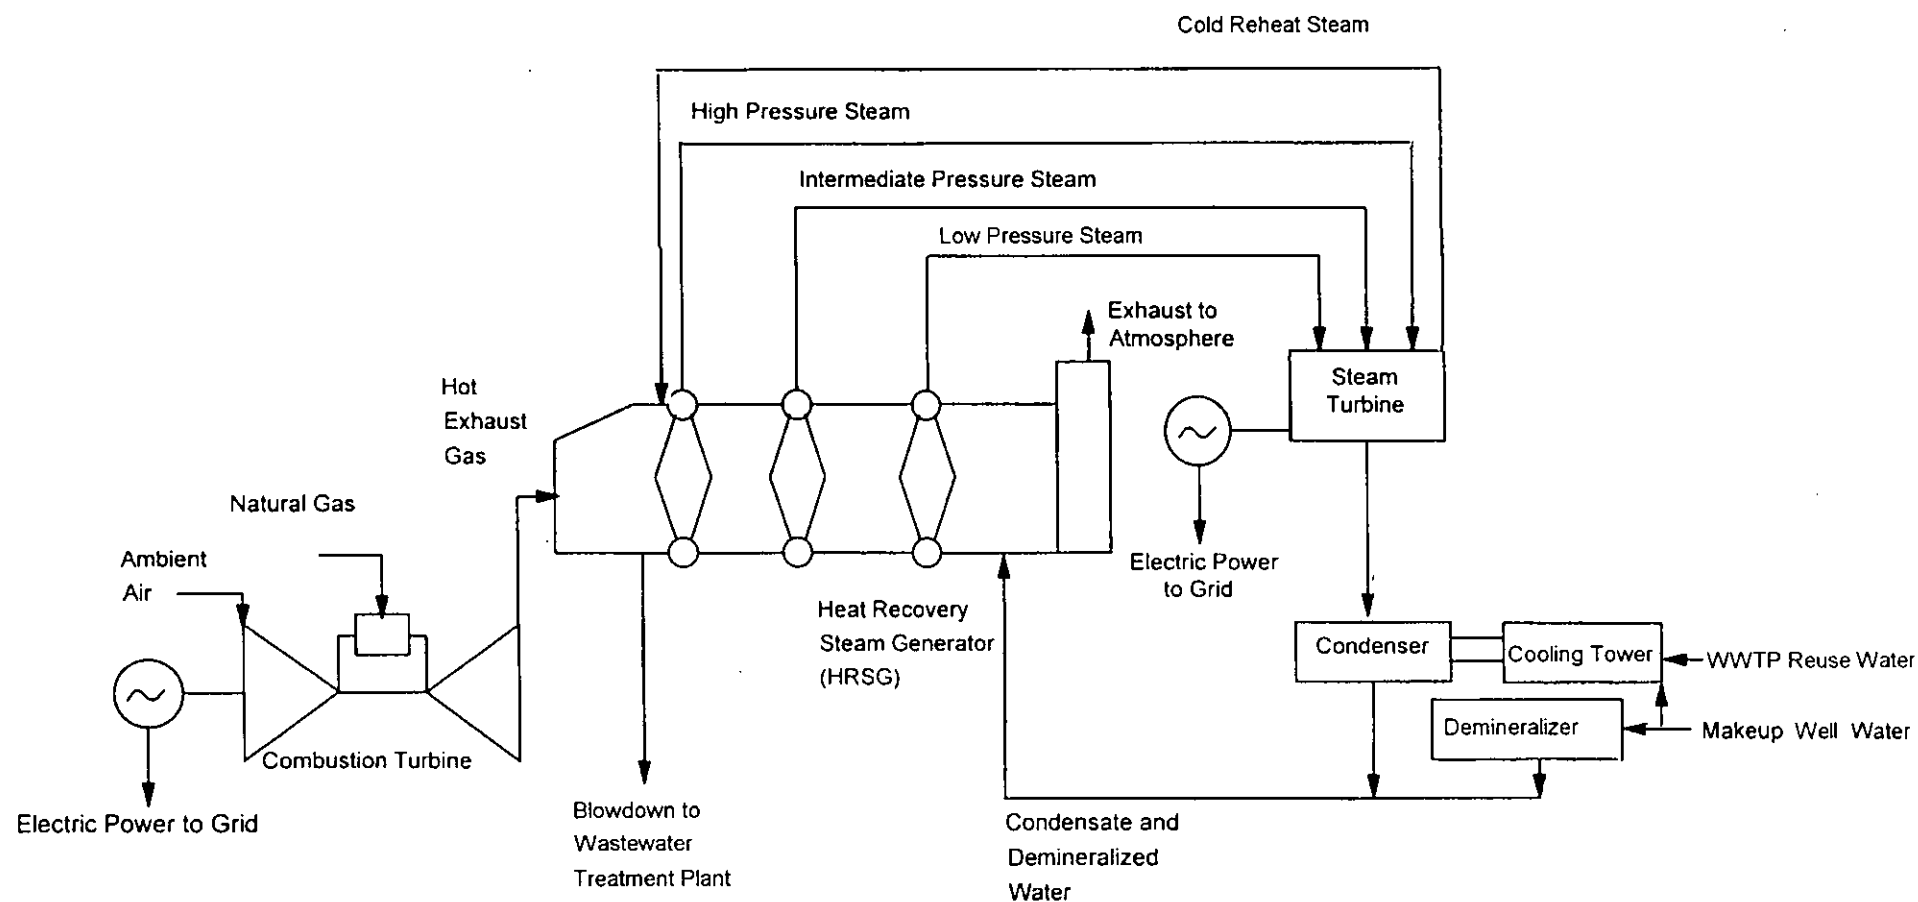 Cold Reheat Steam
High Pressure Steam
Intermediate Pressure Steam
Low Pressure Steam
Exhaust to
Atmosphere
Steam
Turbine
Hot
Exhaust
Gas
Natural Gas
Ambient
Air
Electric Power
to Grid
Heat Recovery
Steam Generator
(HRSG)
Condenser
Cooling Tower
WWTP Reuse Water
Demineralizer
Makeup Well Water
Combustion Turbine
Electric Power to Grid
Blowdown to
Wastewater
Treatment Plant
Condensate and
Demineralized
Water